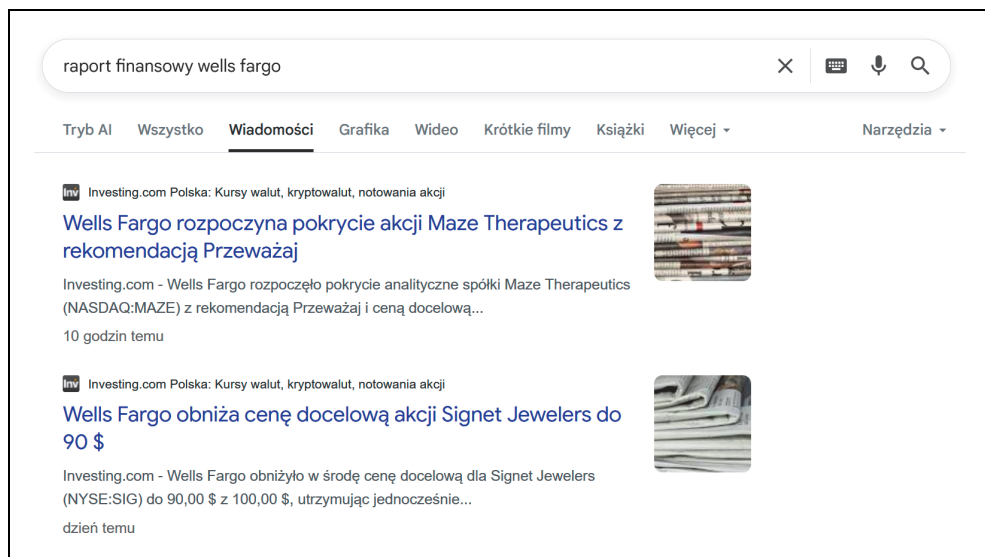 raport finansowy wells fargo
Tryb AI Wszystko Wiadomości Grafika Wideo Krótkie filmy Książki Więcej Narzędzia
Inv Investing.com Polska: Kursy walut, kryptowalut, notowania akcji
Wells Fargo rozpoczyna pokrycie akcji Maze Therapeutics z
rekomendacją Przeważaj
Investing.com - Wells Fargo rozpoczęło pokrycie analityczne spółki Maze Therapeutics
(NASDAQ:MAZE) z rekomendacją Przeważaj i ceną docelową...
10 godzin temu
Inv Investing.com Polska: Kursy walut, kryptowalut, notowania akcji
Wells Fargo obniża cenę docelową akcji Signet Jewelers do
90 $
Investing.com - Wells Fargo obniżyło w środę cenę docelową dla Signet Jewelers
(NYSE:SIG) do 90,00 $ z 100,00 $, utrzymując jednocześnie...
dzień temu